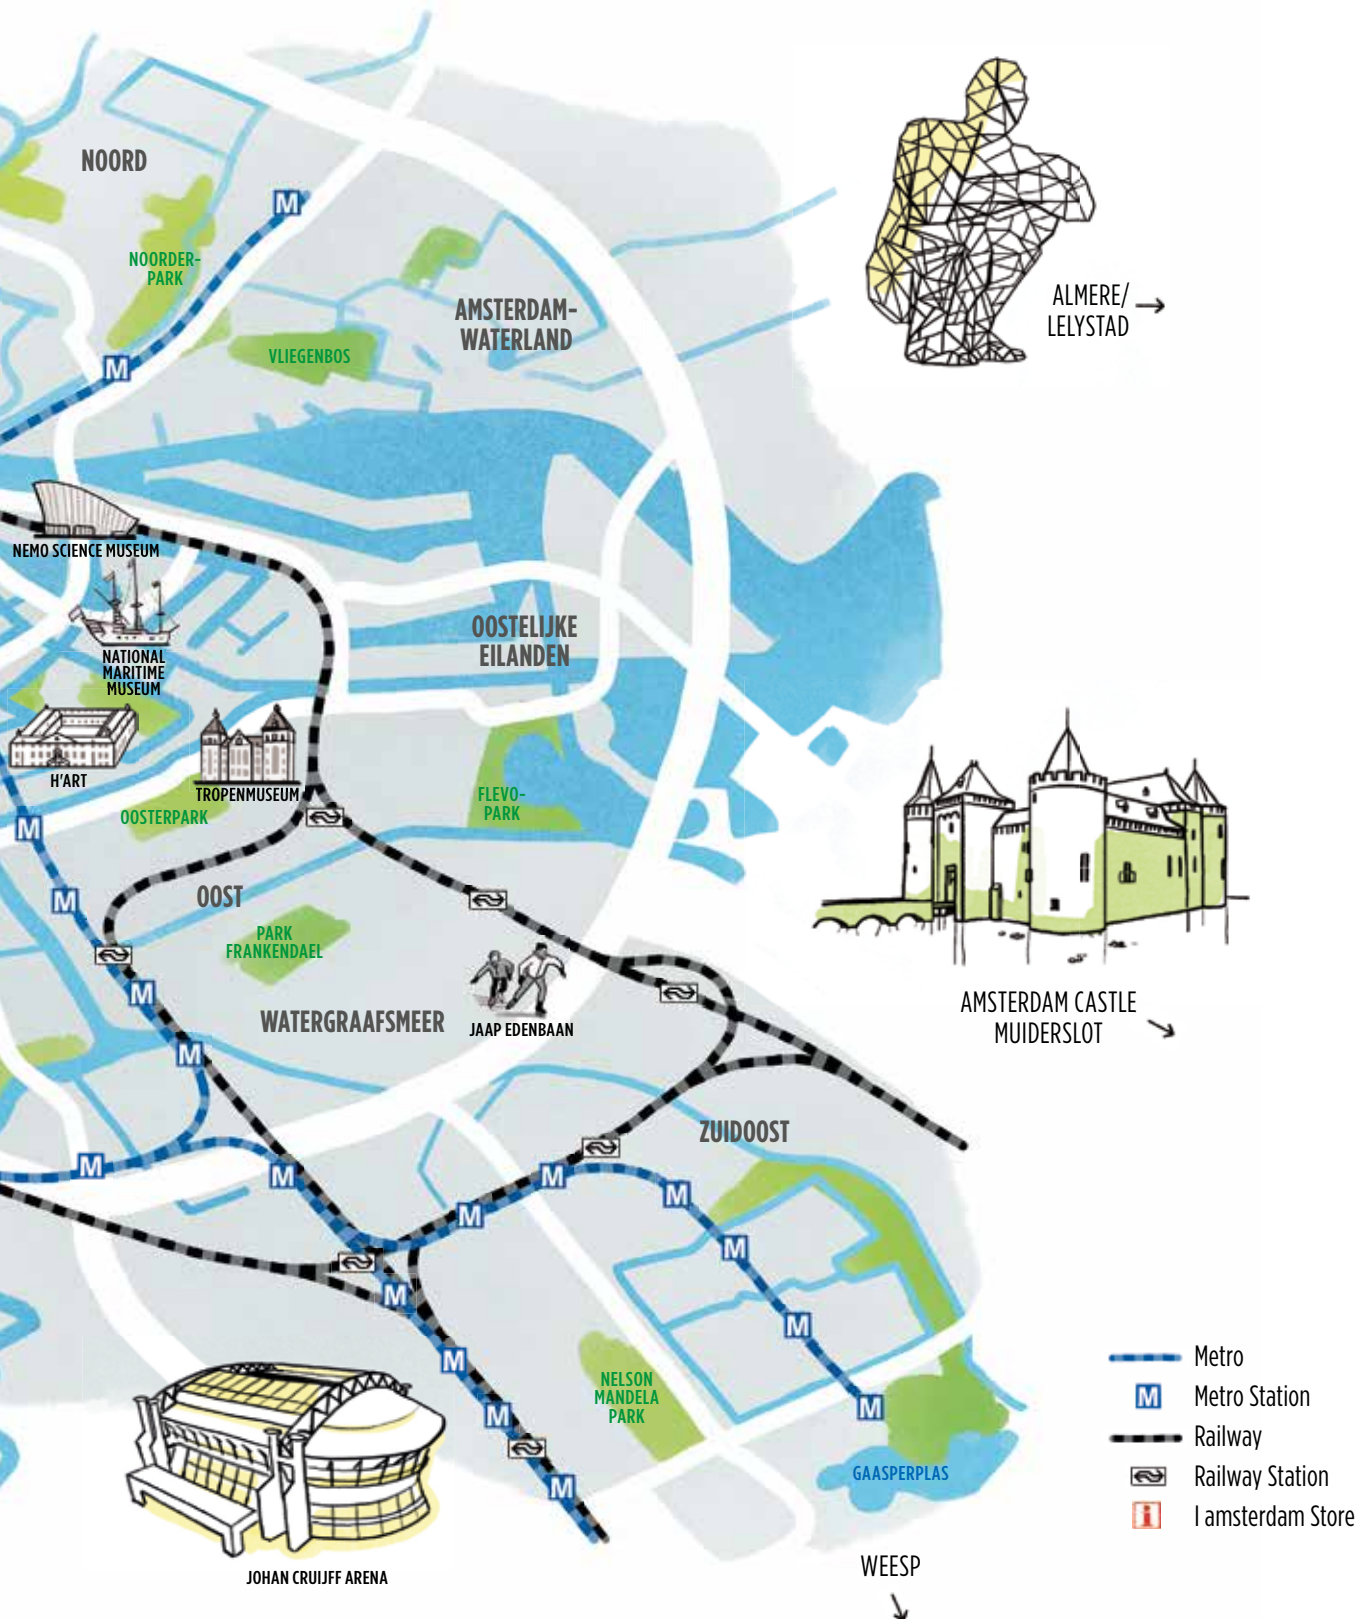 NOORD
M
NOORDER-
PARK
AMSTERDAM-
WATERLAND
ALMERE/
LELYSTAD
VLIEGENBOS
M
NEMO SCIENCE MUSEUM
OOSTELIJKE
EILANDEN
NATIONAL
MARITIME
MUSEUM
H'ART
TROPENMUSEUM
OOSTERPARK
FLEVO-
PARK
M
M
OOST
PARK
FRANKENDAEL
M
WATERGRAAFSMEER
JAAP EDENBAAN
AMSTERDAM CASTLE
MUIDERSLOT
M
ZUIDOOST
M
M
M
M
M
M
M
M
M
M
M
M
NELSON
MANDELA
PARK
GAASPERPLAS
JOHAN CRUIJFF ARENA
WEESP
Metro
M Metro Station
Railway
Railway Station
i I amsterdam Store